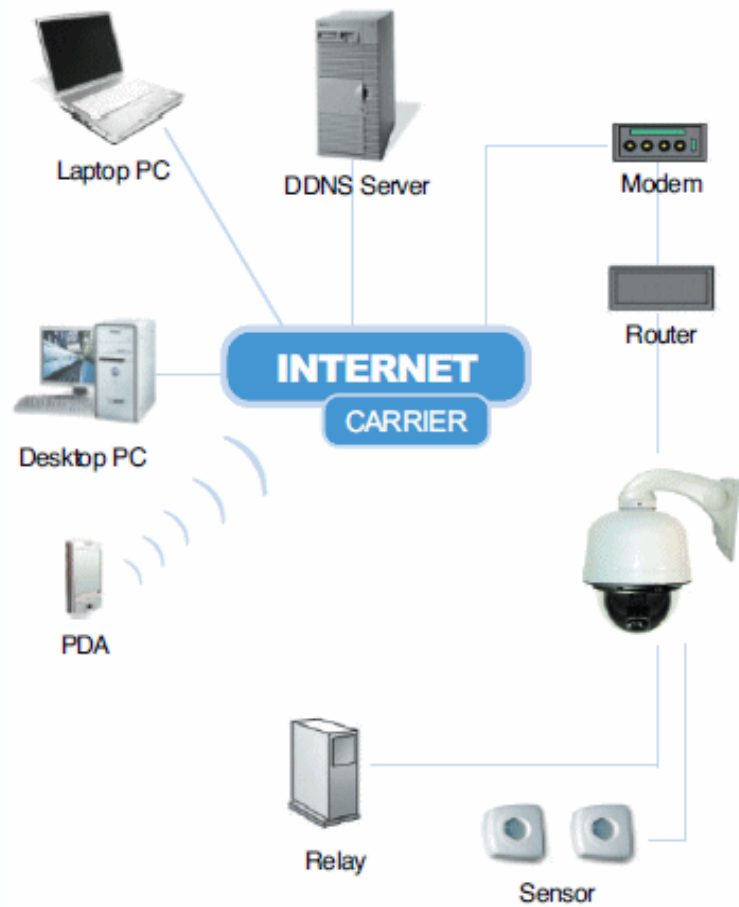 Laptop PC
DDNS Server
Modem
Router
INTERNET
CARRIER
Desktop PC
PDA
Relay
Sensor